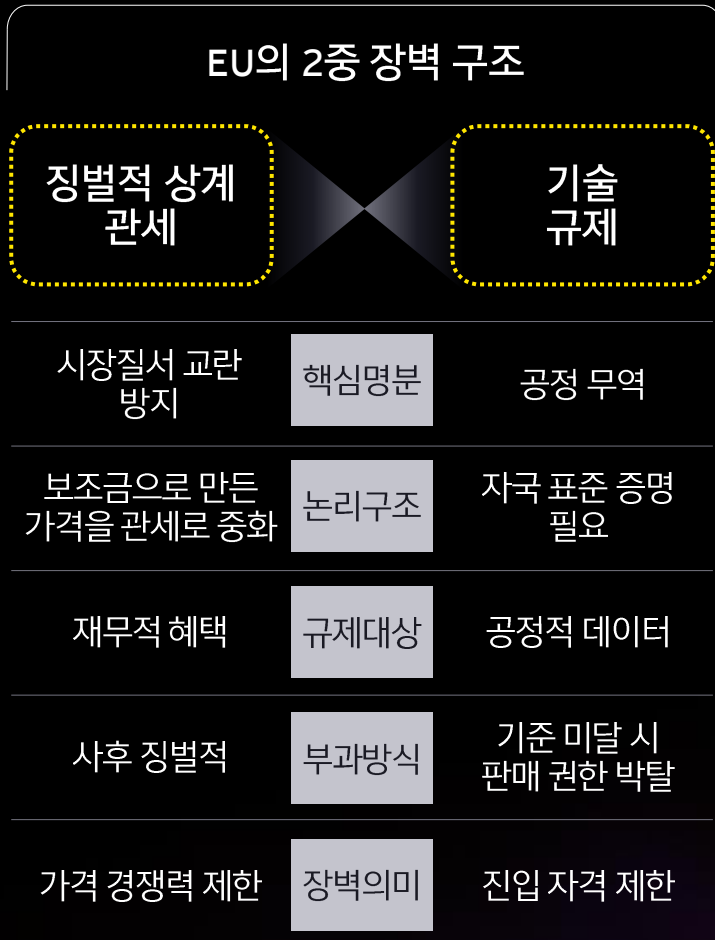 EU의 2중 장벽 구조
징벌적 상계
관세
기술
규제
시장질서 교란
방지
핵심명분
공정 무역
보조금으로 만든
가격을 관세로 중화
논리구조
자국 표준 증명
필요
재무적 혜택
규제대상
공정적 데이터
사후 징벌적
부과방식
기준 미달 시
판매 권한 박탈
가격 경쟁력 제한
장벽의미
진입 자격 제한